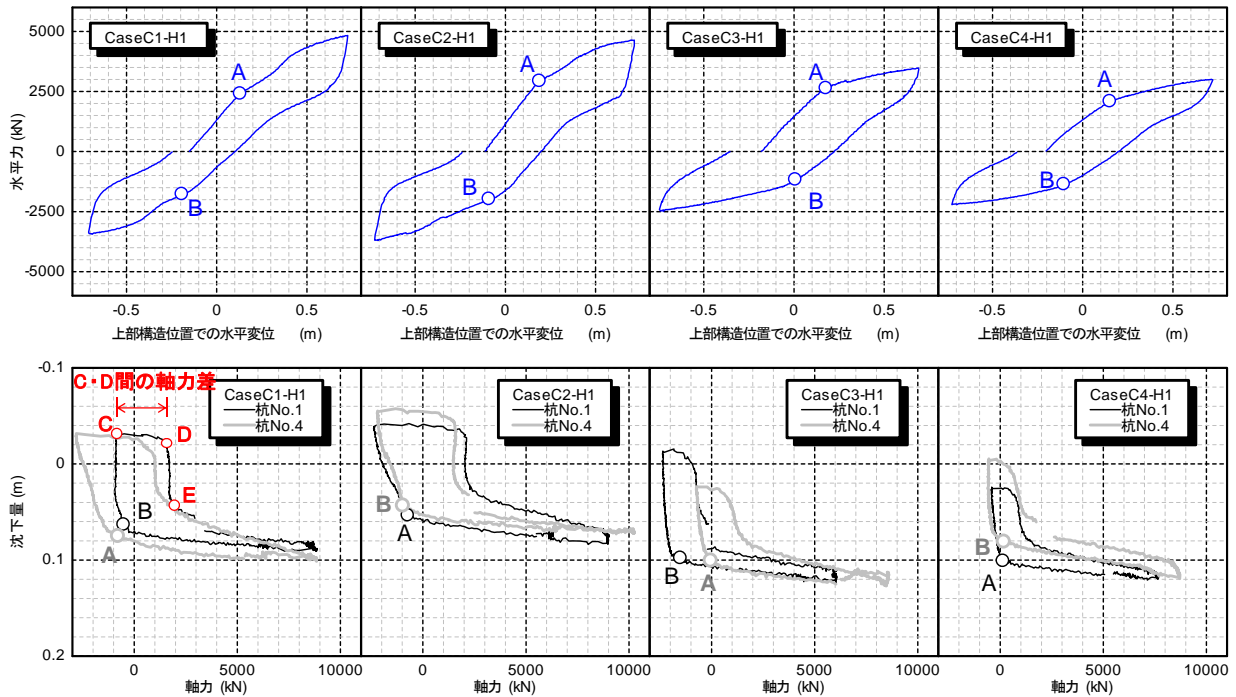 CaseC1-H1
CaseC2-H1
CaseC3-H1
CaseC4-H1
5000
2500
0
-2500
-5000
水平力 (kN)
A
B
A
B
A
B
A
B
-0.5 0 0.5
-0.5 0 0.5
-0.5 0 0.5
-0.5 0 0.5
上部構造位置での水平変位 (m)
上部構造位置での水平変位 (m)
上部構造位置での水平変位 (m)
上部構造位置での水平変位 (m)
-0.1
0
0.1
0.2
沈下量 (m)
C・D間の軸力差
CaseC1-H1
杭No.1
杭No.4
C
D
E
B
A
CaseC2-H1
杭No.1
杭No.4
B
A
CaseC3-H1
杭No.1
杭No.4
B
A
CaseC4-H1
杭No.1
杭No.4
B
A
0 5000 10000
0 5000 10000
0 5000 10000
0 5000 10000
軸力 (kN)
軸力 (kN)
軸力 (kN)
軸力 (kN)